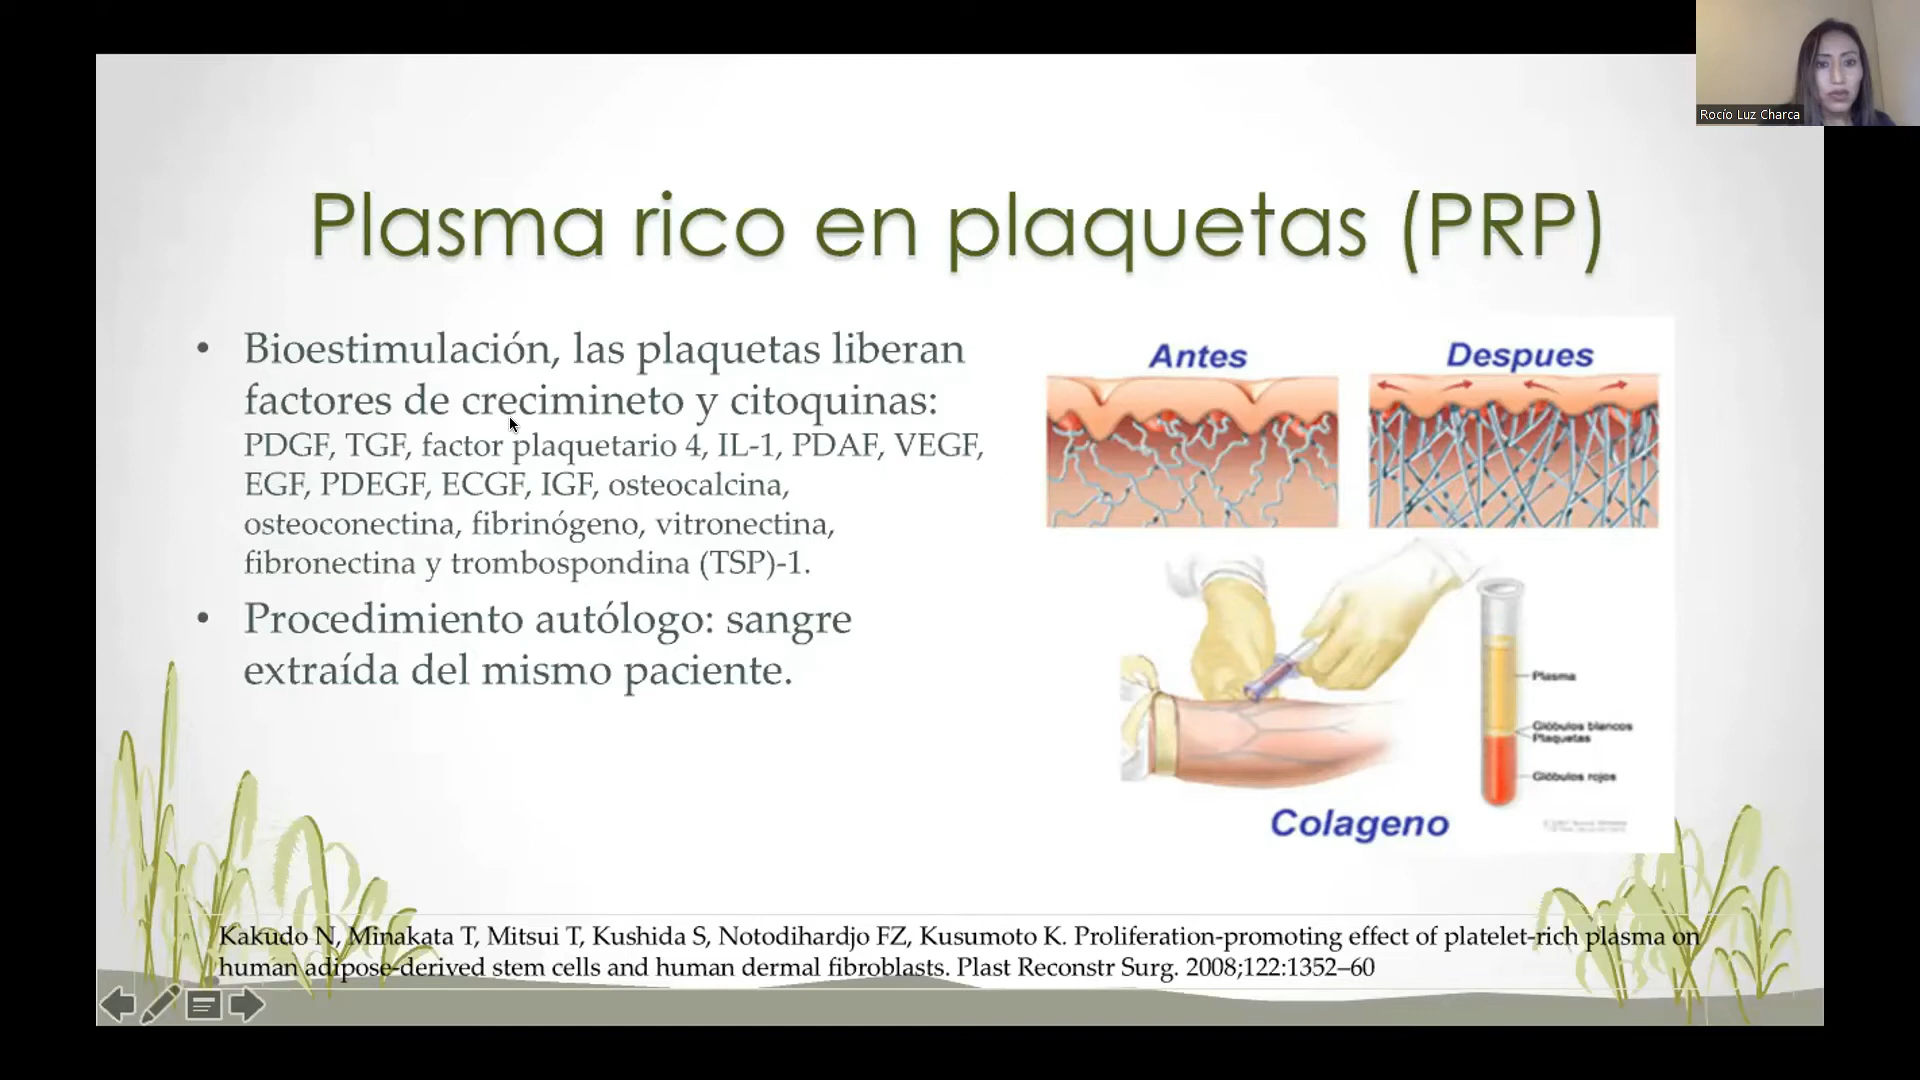 Rocío Luz Charca
Plasma rico en plaquetas (PRP)
• Bioestimulación, las plaquetas liberan
factores de crecimineto y citoquinas:
PDGF, TGF, factor plaquetario 4, IL-1, PDAF, VEGF,
EGF, PDEGF, ECGF, IGF, osteocalcina,
osteoconectina, fibrinógeno, vitronectina,
fibronectina y trombospondina (TSP)-1.
• Procedimiento autólogo: sangre
extraída del mismo paciente.
Antes
Despues
Plasma
Glóbulos blancos
Plaquetas
Glóbulos rojos
Colageno
Kakudo N, Minakata T, Mitsui T, Kushida S, Notodihardjo FZ, Kusumoto K. Proliferation-promoting effect of platelet-rich plasma on
human adipose-derived stem cells and human dermal fibroblasts. Plast Reconstr Surg. 2008;122:1352–60